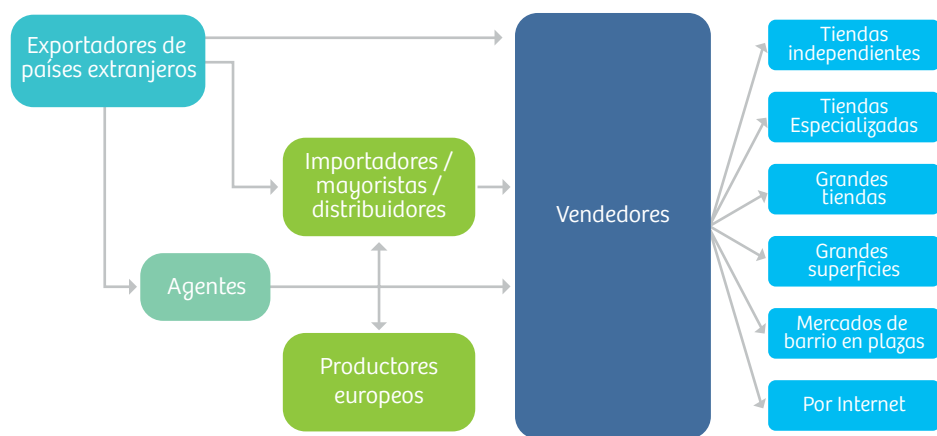 Exportadores de
países extranjeros
Importadores /
mayoristas /
distribuidores
Agentes
Productores
europeos
Vendedores
Tiendas
independientes
Tiendas
Especializadas
Grandes
tiendas
Grandes
superficies
Mercados de
barrio en plazas
Por Internet